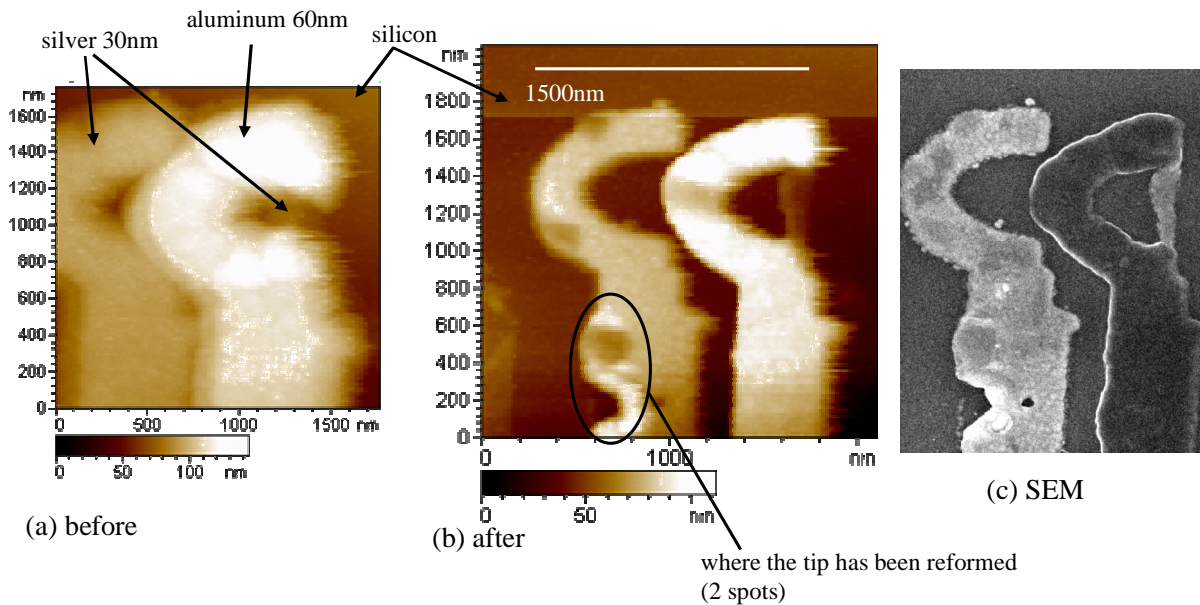 aluminum 60nm
silver 30nm
silicon
nm
1600
1400
1200
1000
800
600
400
200
0
0
500
1000
1500 nm
0
50
100
nm
(a) before
nm
1800
1600
1400
1200
1000
800
600
400
200
0
1500nm
0
1000
nm
0
50
nm
(b) after
where the tip has been reformed
(2 spots)
(c) SEM